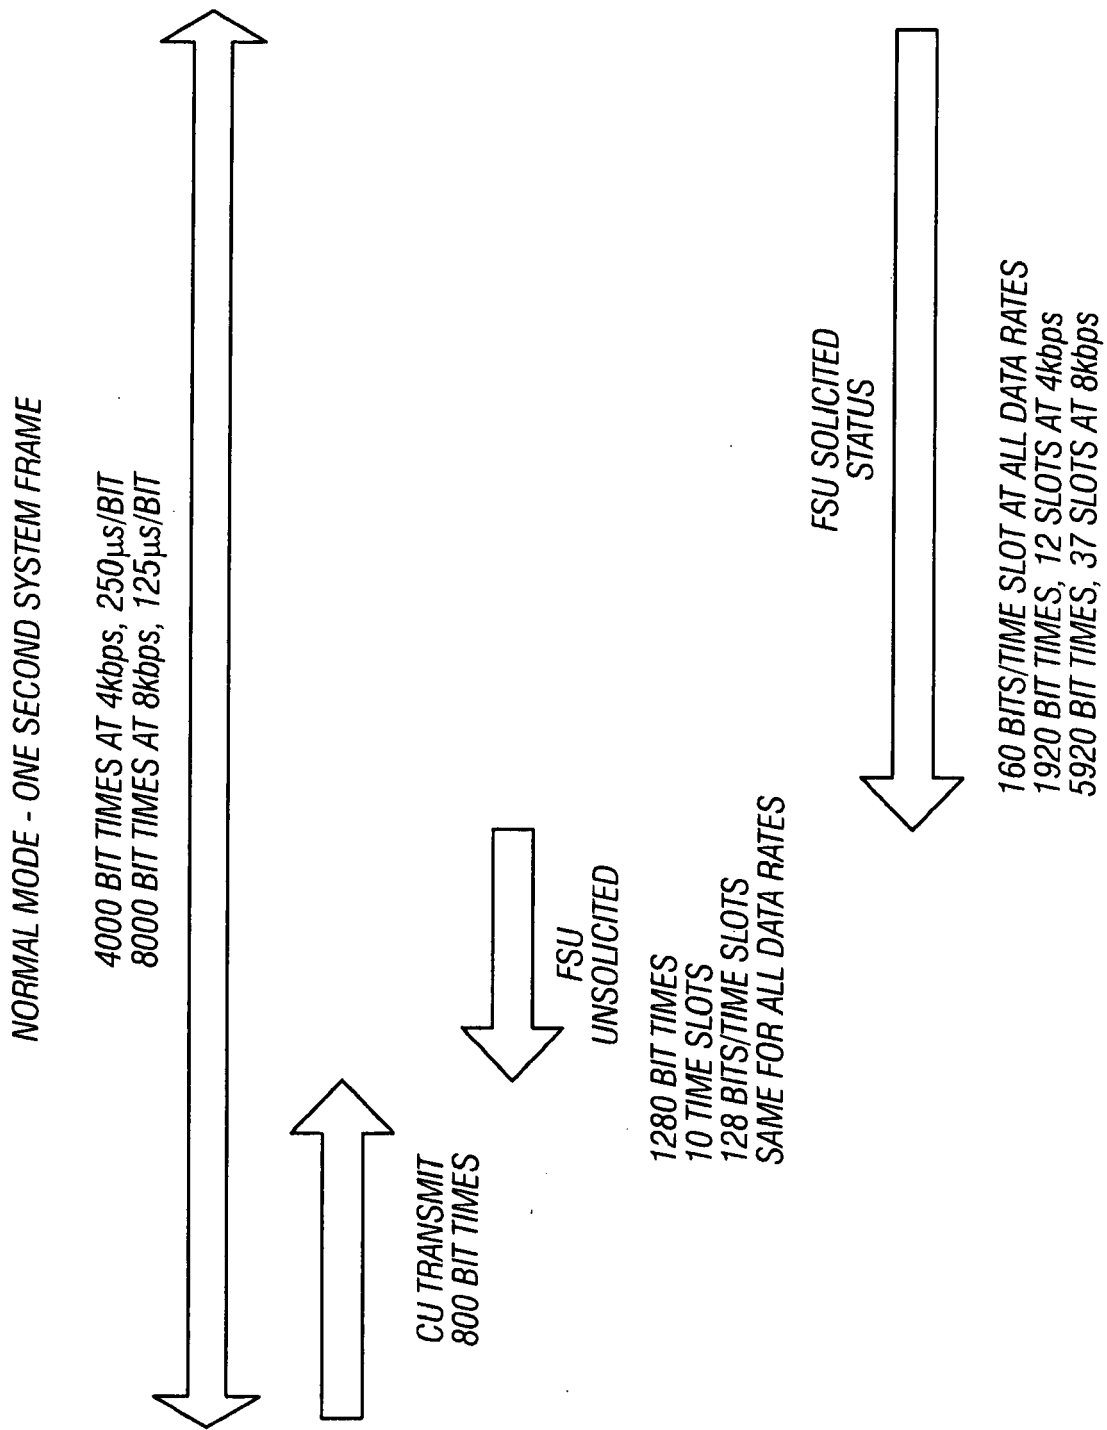 NORMAL MODE - ONE SECOND SYSTEM FRAME
4000 BIT TIMES AT 4kbps, 250µs/BIT
8000 BIT TIMES AT 8kbps, 125µs/BIT
CU TRANSMIT
800 BIT TIMES
FSU
UNSOLICITED
1280 BIT TIMES
10 TIME SLOTS
128 BITS/TIME SLOTS
SAME FOR ALL DATA RATES
FSU SOLICITED
STATUS
160 BITS/TIME SLOT AT ALL DATA RATES
1920 BIT TIMES, 12 SLOTS AT 4kbps
5920 BIT TIMES, 37 SLOTS AT 8kbps